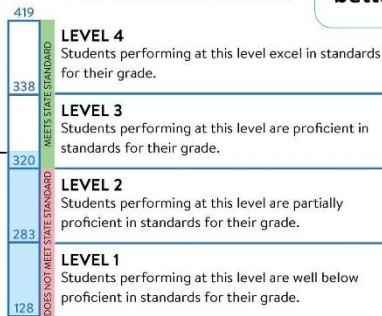 419
LEVEL 4
Students performing at this level excel in standards
for their grade.
338
LEVEL 3
Students performing at this level are proficient in
standards for their grade.
MEETS STATE STANDARD
320
LEVEL 2
Students performing at this level are partially
proficient in standards for their grade.
283
LEVEL 1
Students performing at this level are well below
proficient in standards for their grade.
DOES NOT MEET STATE STANDARD
128